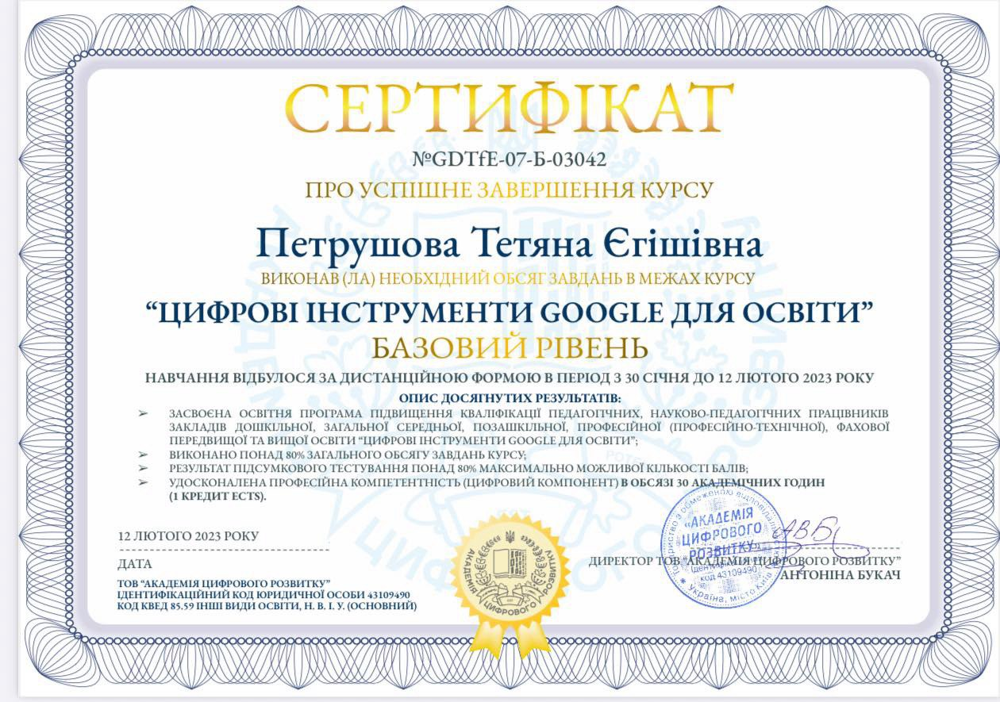 СЕРТИФІКАТ
№GDTfE-07-Б-03042
ПРО УСПІШНЕ ЗАВЕРШЕННЯ КУРСУ
Петрушова Тетяна Єгішівна
ВИКОНАВ (ЛА) НЕОБХІДНИЙ ОБСЯГ ЗАВДАНЬ В МЕЖАХ КУРСУ
“ЦИФРОВІ ІНСТРУМЕНТИ GOOGLE ДЛЯ ОСВІТИ”
БАЗОВИЙ РІВЕНЬ
НАВЧАННЯ ВІДБУЛОСЯ ЗА ДИСТАНЦІЙНОЮ ФОРМОЮ В ПЕРІОД З 30 СІЧНЯ ДО 12 ЛЮТОГО 2023 РОКУ
ОПИС ДОСЯГНУТИХ РЕЗУЛЬТАТІВ:
➢ ЗАСВОЄНА ОСВІТНЯ ПРОГРАМА ПІДВИЩЕННЯ КВАЛІФІКАЦІЇ ПЕДАГОГІЧНИХ, НАУКОВО-ПЕДАГОГІЧНИХ ПРАЦІВНИКІВ
ЗАКЛАДІВ ДОШКІЛЬНОЇ, ЗАГАЛЬНОЇ СЕРЕДНЬОЇ, ПОЗАШКІЛЬНОЇ, ПРОФЕСІЙНОЇ (ПРОФЕСІЙНО-ТЕХНІЧНОЇ), ФАХОВОЇ
ПЕРЕДВИЩОЇ ТА ВИЩОЇ ОСВІТИ “ЦИФРОВІ ІНСТРУМЕНТИ GOOGLE ДЛЯ ОСВІТИ”;
➢ ВИКОНАНО ПОНАД 80% ЗАГАЛЬНОГО ОБСЯГУ ЗАВДАНЬ КУРСУ;
➢ РЕЗУЛЬТАТ ПІДСУМКОВОГО ТЕСТУВАННЯ ПОНАД 80% МАКСИМАЛЬНО МОЖЛИВОЇ КІЛЬКОСТІ БАЛІВ;
➢ УДОСКОНАЛЕНА ПРОФЕСІЙНА КОМПЕТЕНТНІСТЬ (ЦИФРОВИЙ КОМПОНЕНТ) В ОБСЯЗІ 30 АКАДЕМІЧНИХ ГОДИН
(1 КРЕДИТ ECTS).
12 ЛЮТОГО 2023 РОКУ
ДАТА
ТОВ “АКАДЕМІЯ ЦИФРОВОГО РОЗВИТКУ”
ІДЕНТИФІКАЦІЙНИЙ КОД ЮРИДИЧНОЇ ОСОБИ 43109490
КОД КВЕД 85.59 ІНШІ ВИДИ ОСВІТИ, Н. В. І. У. (ОСНОВНИЙ)
АКАДЕМІЯ ЦИФРОВОГО РОЗВИТКУ
Товариство з обмеженою відповідальністю
«АКАДЕМІЯ
ЦИФРОВОГО
РОЗВИТКУ»
Ідентифікаційний
код 43109490
Україна, місто Київ
ДИРЕКТОР ТОВ “АКАДЕМІЯ ЦИФРОВОГО РОЗВИТКУ”
АНТОНІНА БУКАЧ